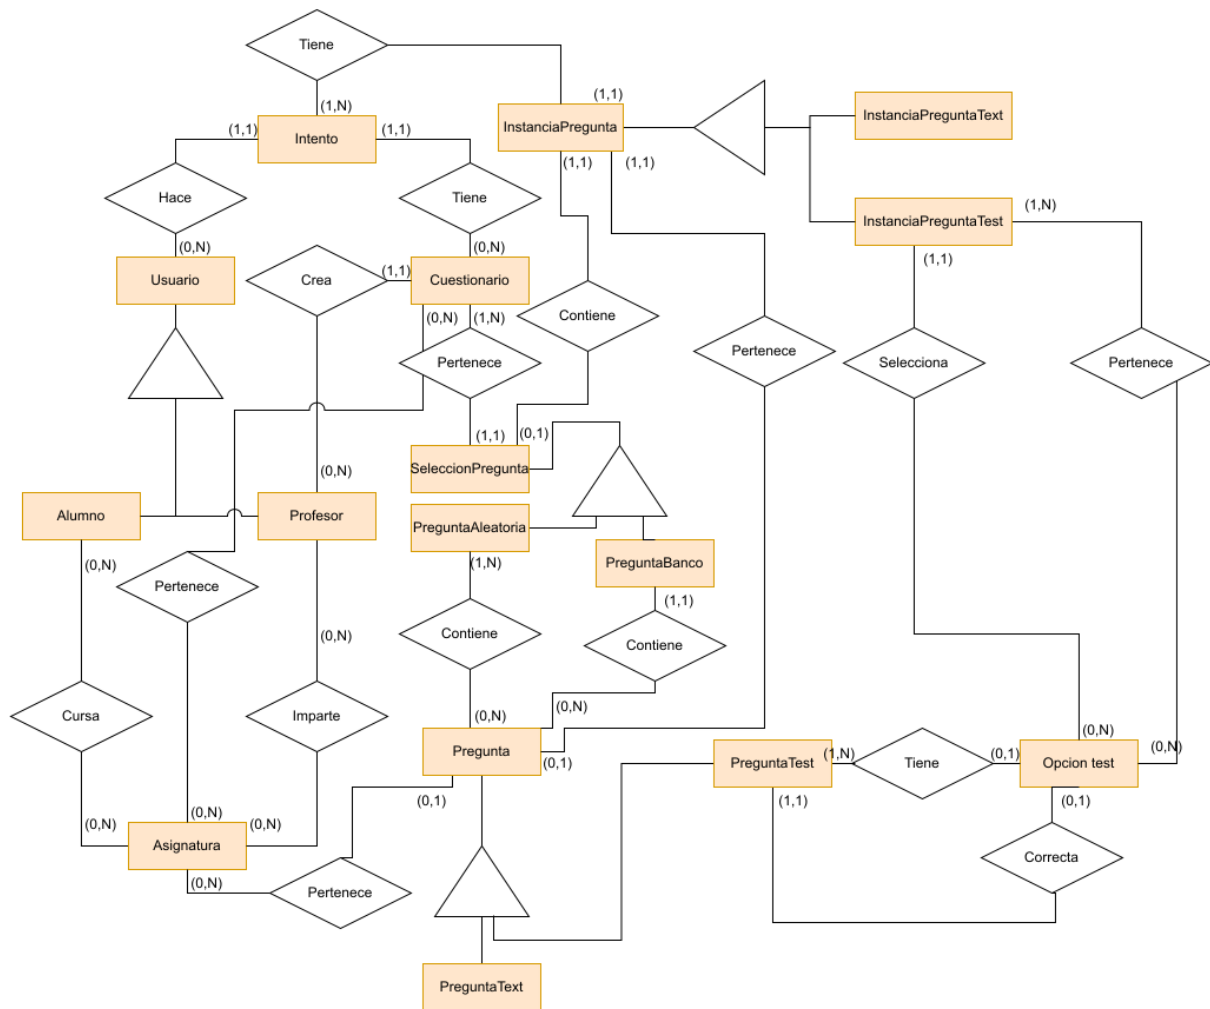 Tiene
(1,N)
(1,1)
Intento
(1,1)
(1,1)
InstanciaPregunta
(1,1)
(1,1)
InstanciaPreguntaText
Hace
Tiene
(0,N)
(0,N)
InstanciaPreguntaTest
(1,N)
(1,1)
Usuario
Crea
(1,1)
Cuestionario
(0,N)
(1,N)
Contiene
Pertenece
Pertenece
Selecciona
Pertenece
(1,1)
(0,1)
(0,N)
SeleccionPregunta
Alumno
Profesor
PreguntaAleatoria
(0,N)
(1,N)
PreguntaBanco
(1,1)
Pertenece
(0,N)
Contiene
Contiene
Cursa
Imparte
(0,N)
(0,N)
(0,N)
(0,N)
Pregunta
(0,1)
PreguntaTest
(1,N)
Tiene
(0,1)
Opcion test
(0,1)
(1,1)
(0,1)
(0,N)
(0,N)
(0,N)
Asignatura
(0,N)
Pertenece
Correcta
PreguntaText